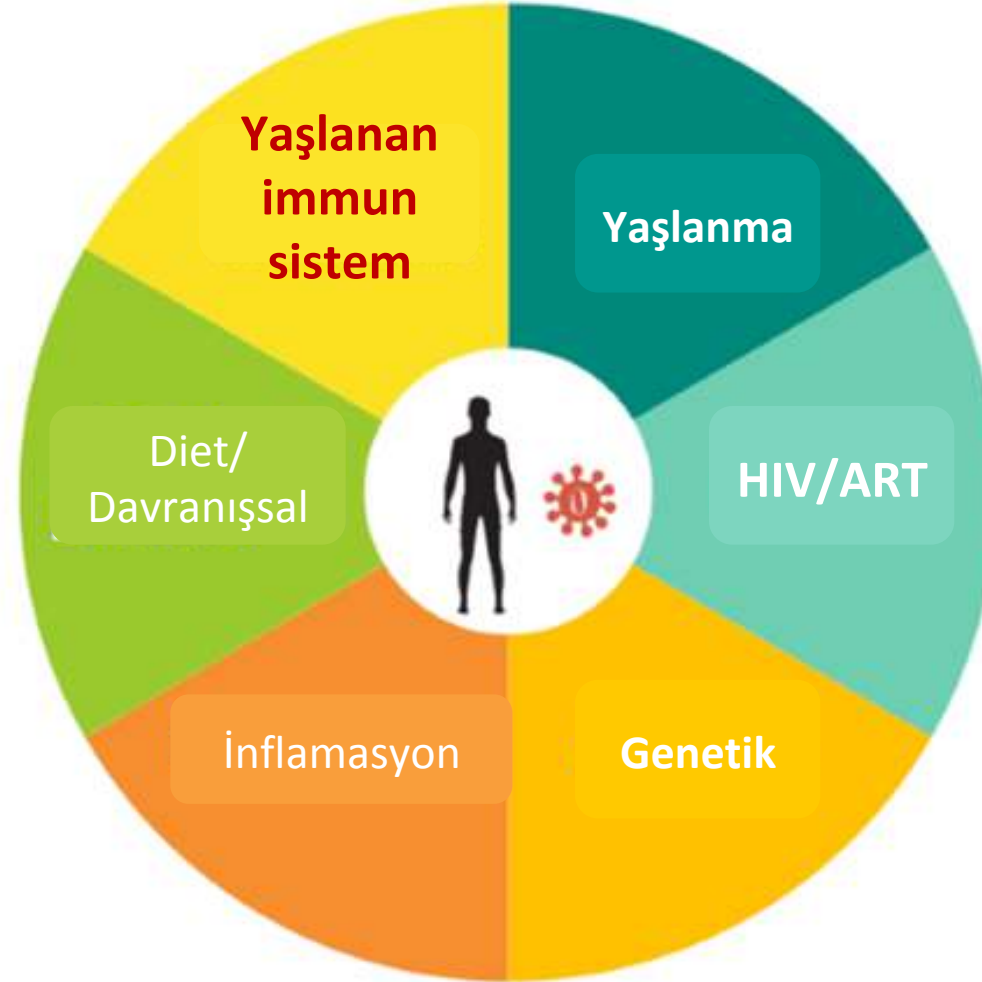 Yaşlanan
immun
sistem
Yaşlanma
Diet/
Davranışsal
HIV/ART
İnflamasyon
Genetik